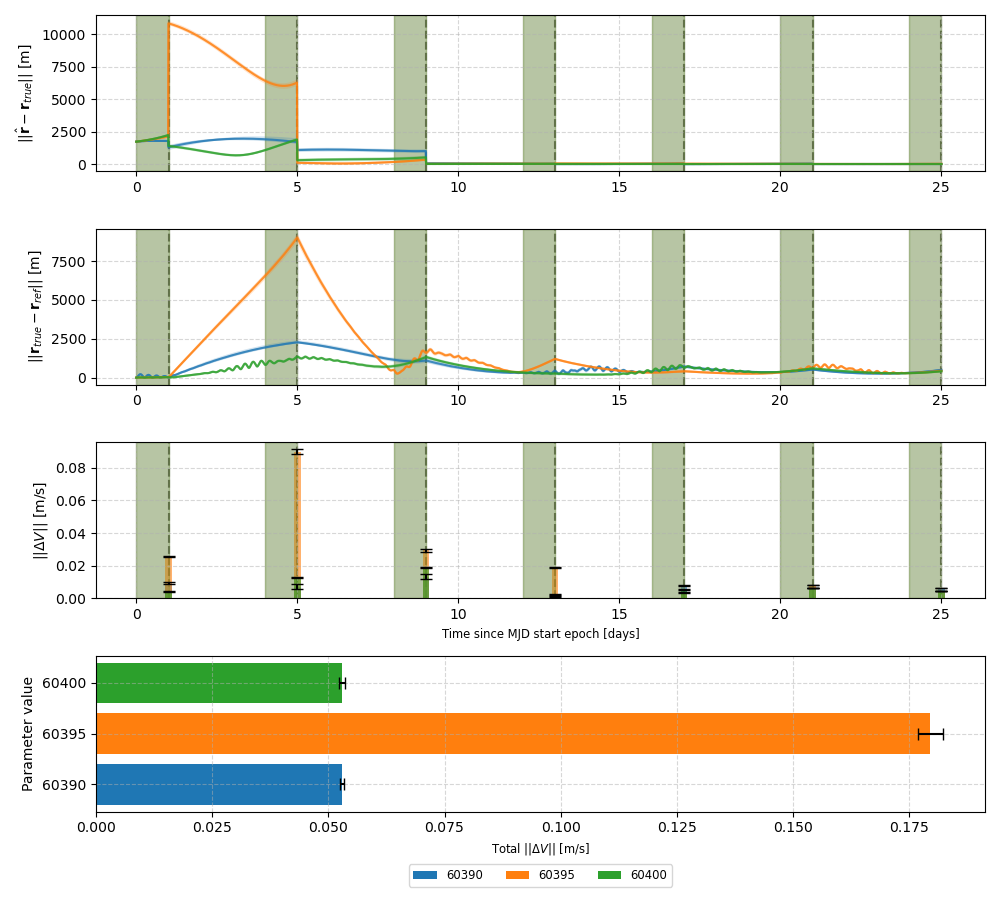 ||r̂ − r_true|| [m]
10000
7500
5000
2500
0
0 5 10 15 20 25
||r_true − r_ref|| [m]
7500
5000
2500
0
0 5 10 15 20 25
||ΔV|| [m/s]
0.08
0.06
0.04
0.02
0.00
0 5 10 15 20 25
Time since MJD start epoch [days]
Parameter value
60400
60395
60390
0.000 0.025 0.050 0.075 0.100 0.125 0.150 0.175
Total ||ΔV|| [m/s]
60390 60395 60400